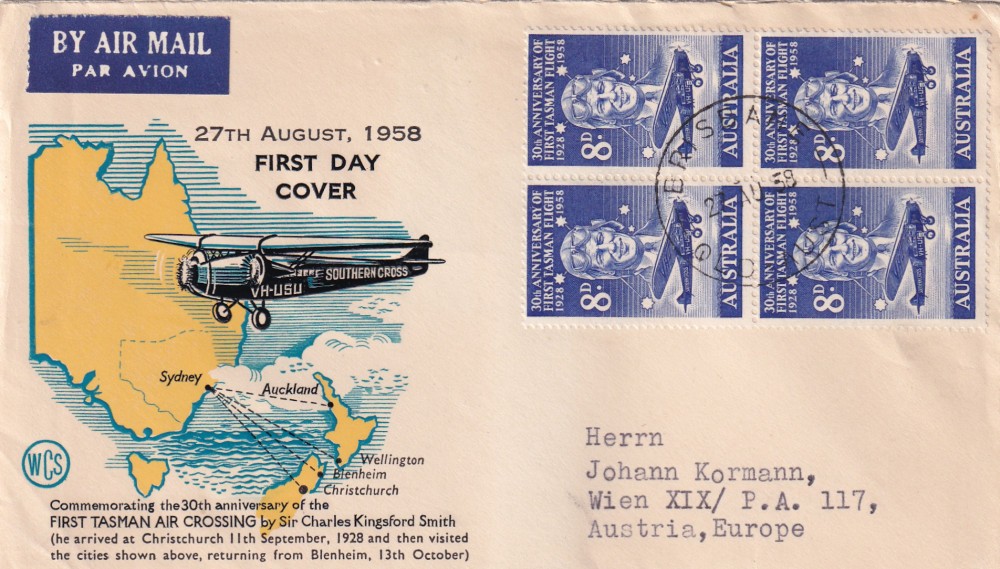 BY AIR MAIL
PAR AVION
27TH AUGUST, 1958
FIRST DAY
COVER
SOUTHERN CROSS
VH-USU
Sydney
Auckland
Wellington
Blenheim
Christchurch
WCS
Commemorating the 30th anniversary of the
FIRST TASMAN AIR CROSSING by Sir Charles Kingsford Smith
(he arrived at Christchurch 11th September, 1928 and then visited
the cities shown above, returning from Blenheim, 13th October)
30th ANNIVERSARY OF
FIRST TASMAN FLIGHT
1928 1958
8D
AUSTRALIA
30th ANNIVERSARY OF
FIRST TASMAN FLIGHT
1928 1958
8D
AUSTRALIA
30th ANNIVERSARY OF
FIRST TASMAN FLIGHT
1928 1958
8D
AUSTRALIA
30th ANNIVERSARY OF
FIRST TASMAN FLIGHT
1928 1958
8D
AUSTRALIA
Herrn
Johann Kormann,
Wien XIX/ P.A. 117,
Austria,Europe